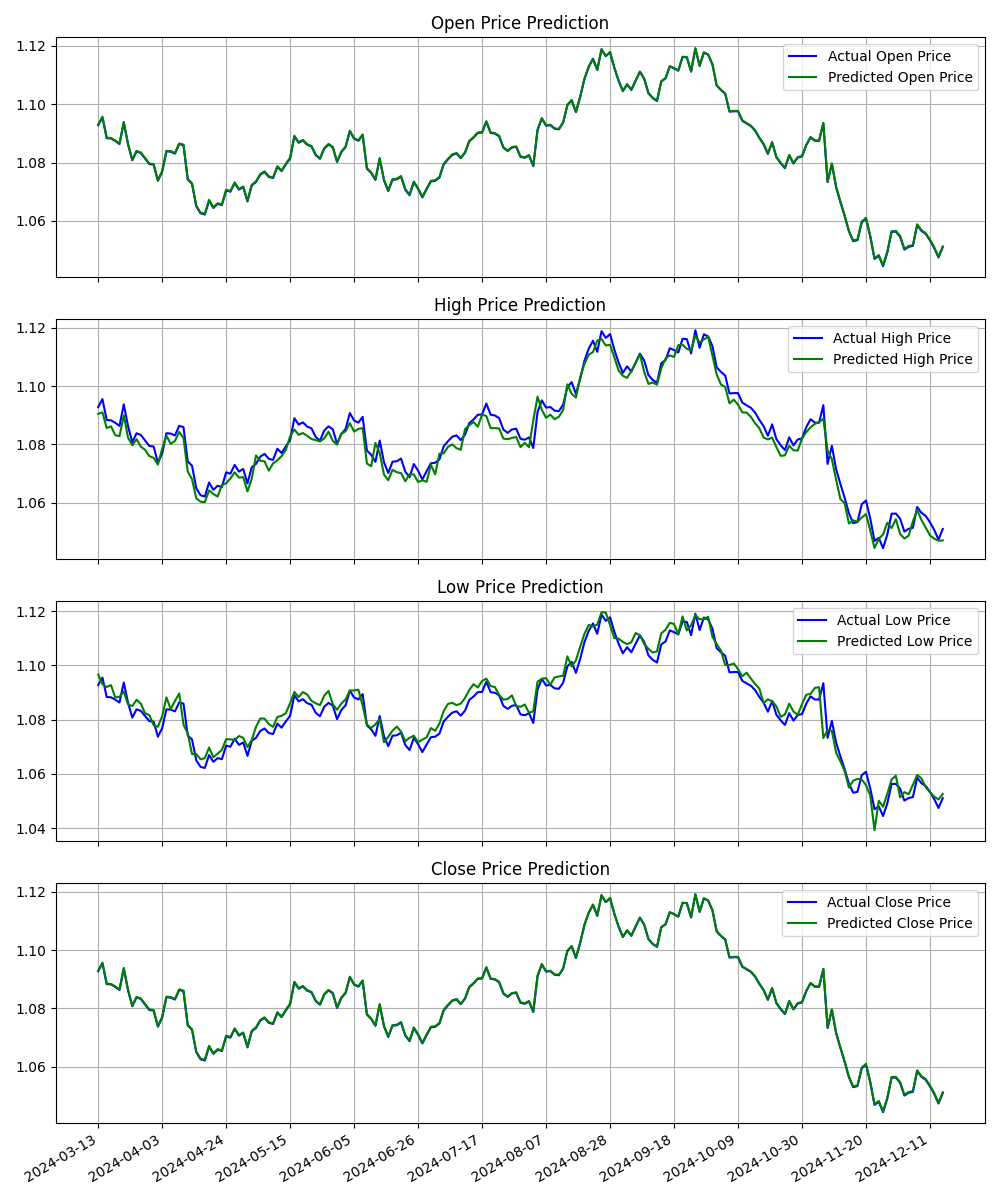 Open Price Prediction
1.12
1.10
1.08
1.06
Actual Open Price
Predicted Open Price
High Price Prediction
1.12
1.10
1.08
1.06
Actual High Price
Predicted High Price
Low Price Prediction
1.12
1.10
1.08
1.06
1.04
Actual Low Price
Predicted Low Price
Close Price Prediction
1.12
1.10
1.08
1.06
Actual Close Price
Predicted Close Price
2024-03-13
2024-04-03
2024-04-24
2024-05-15
2024-06-05
2024-06-26
2024-07-17
2024-08-07
2024-08-28
2024-09-18
2024-10-09
2024-10-30
2024-11-20
2024-12-11